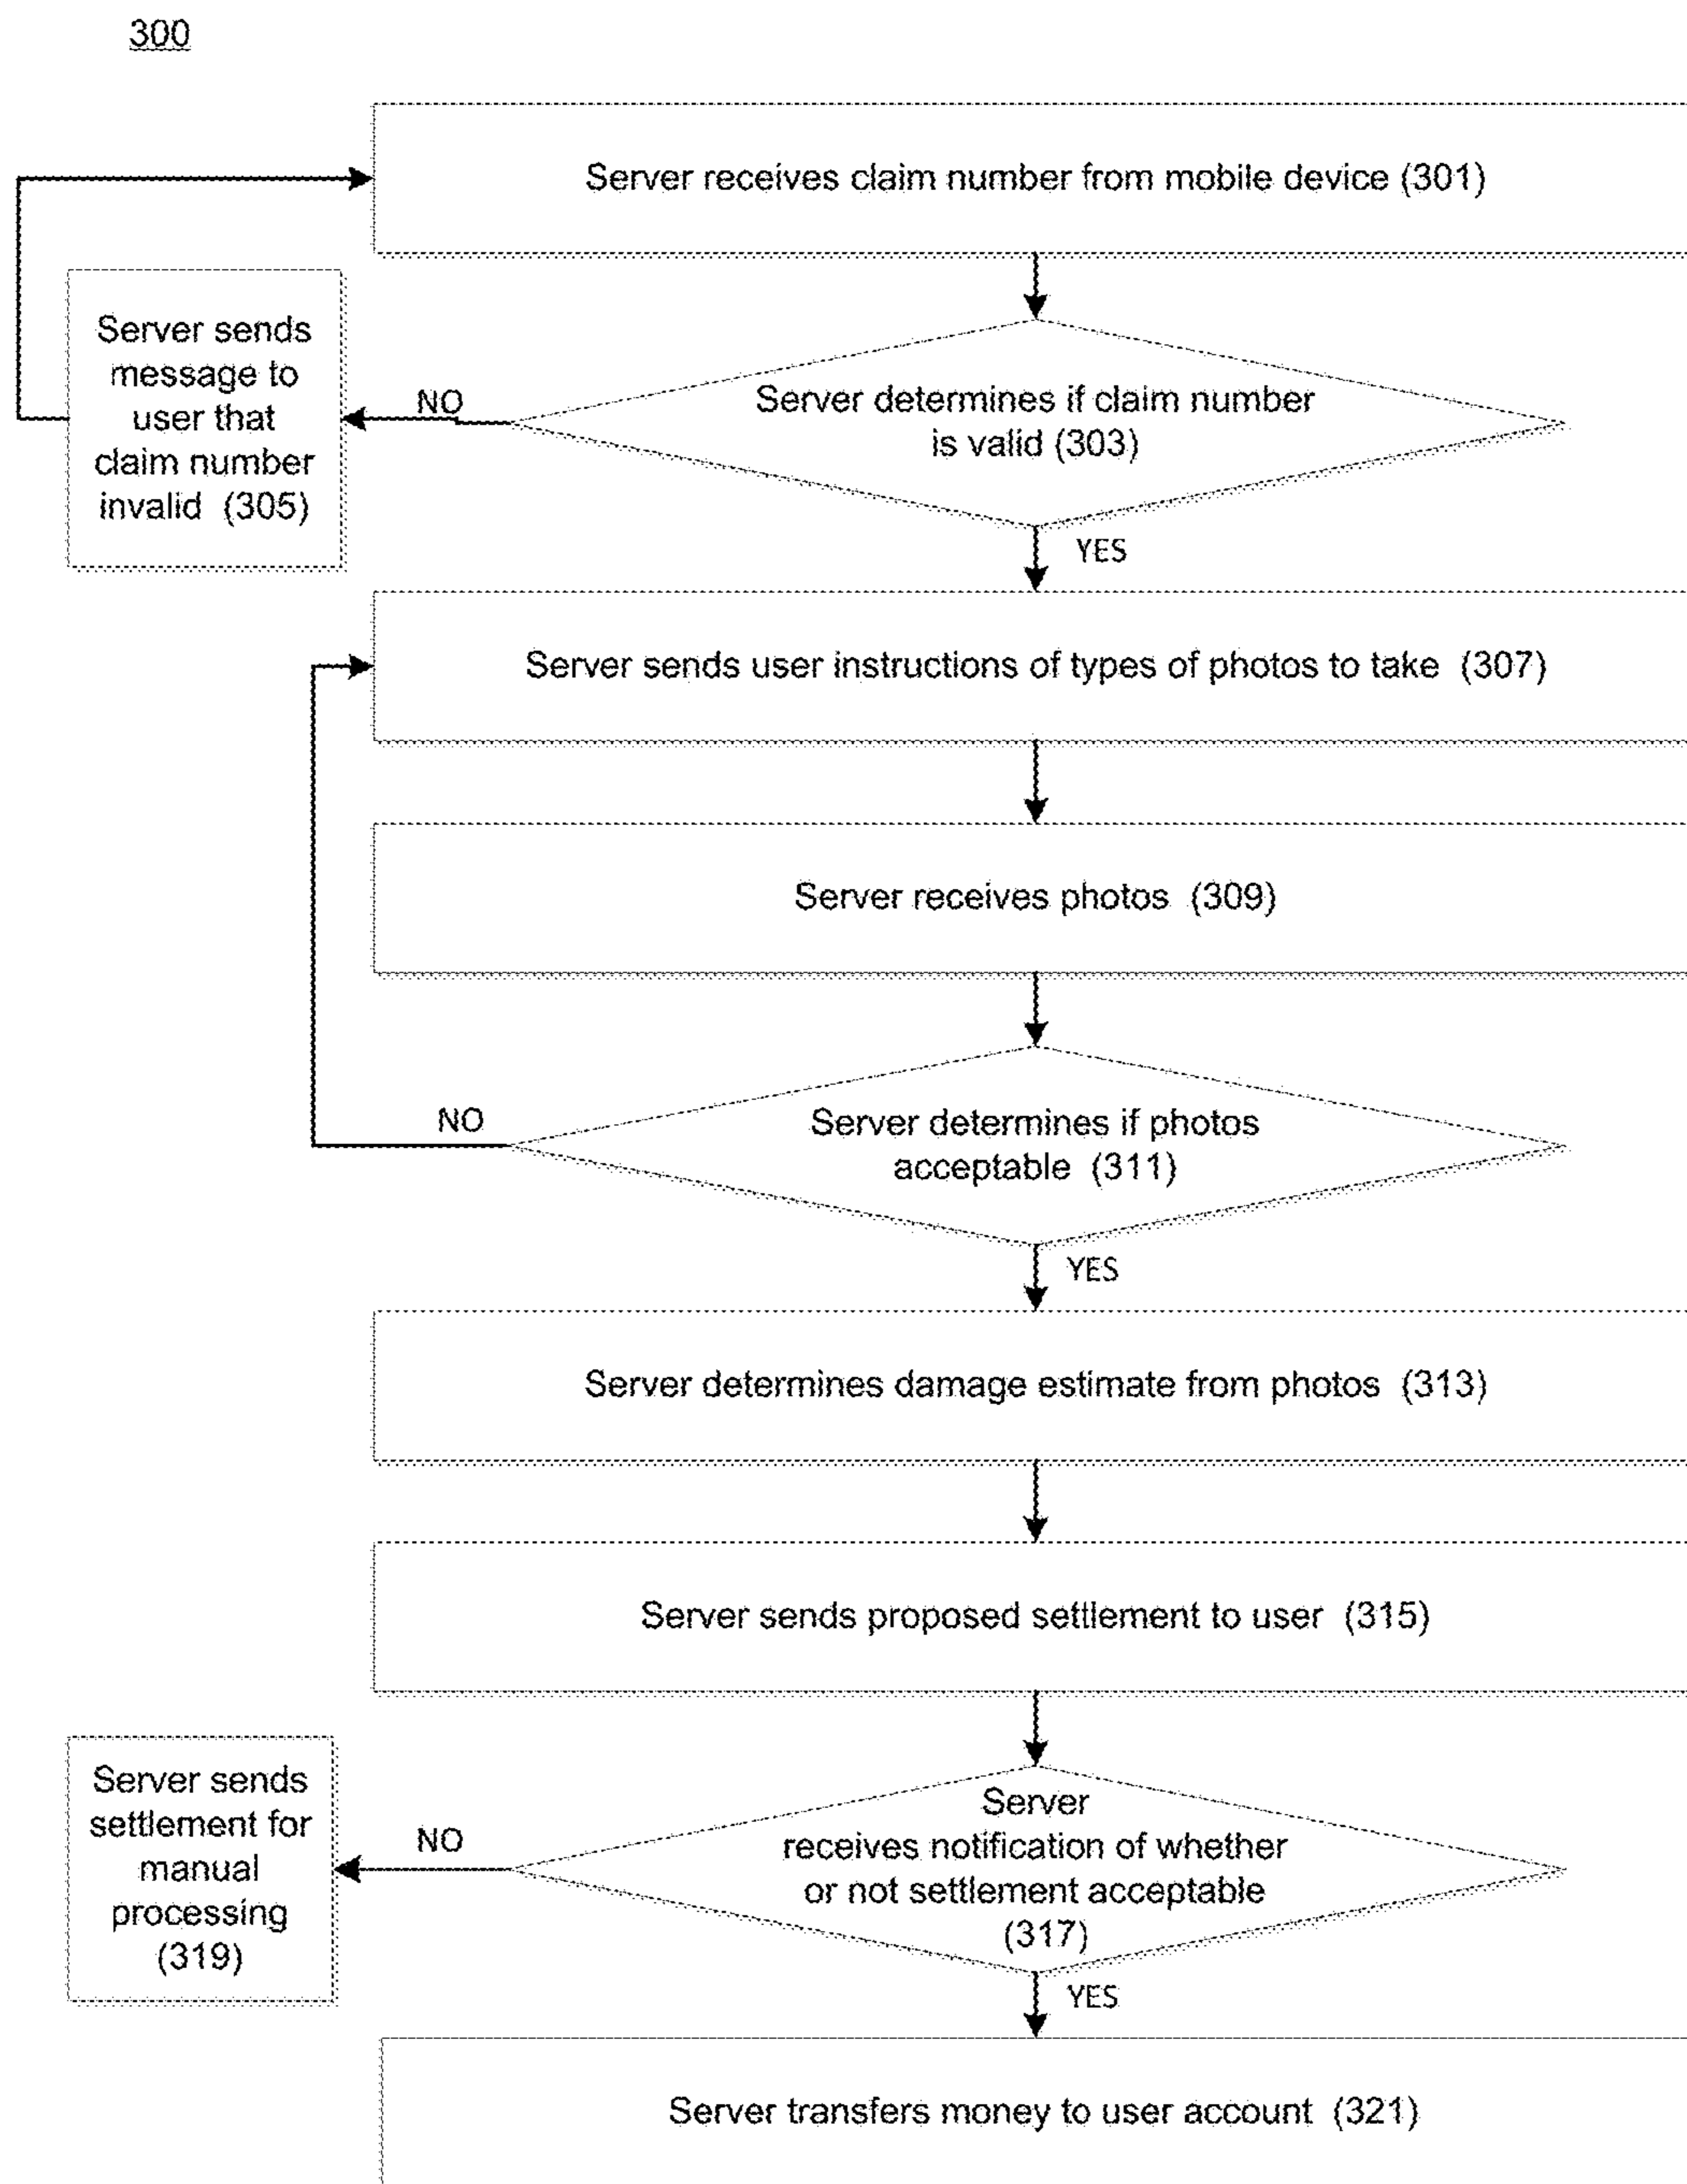 300
Server receives claim number from mobile device (301)
Server sends
message to
user that
claim number
invalid (305)
NO
Server determines if claim number
is valid (303)
YES
Server sends user instructions of types of photos to take (307)
Server receives photos (309)
NO
Server determines if photos
acceptable (311)
YES
Server determines damage estimate from photos (313)
Server sends proposed settlement to user (315)
Server sends
settlement for
manual
processing
(319)
NO
Server
receives notification of whether
or not settlement acceptable
(317)
YES
Server transfers money to user account (321)